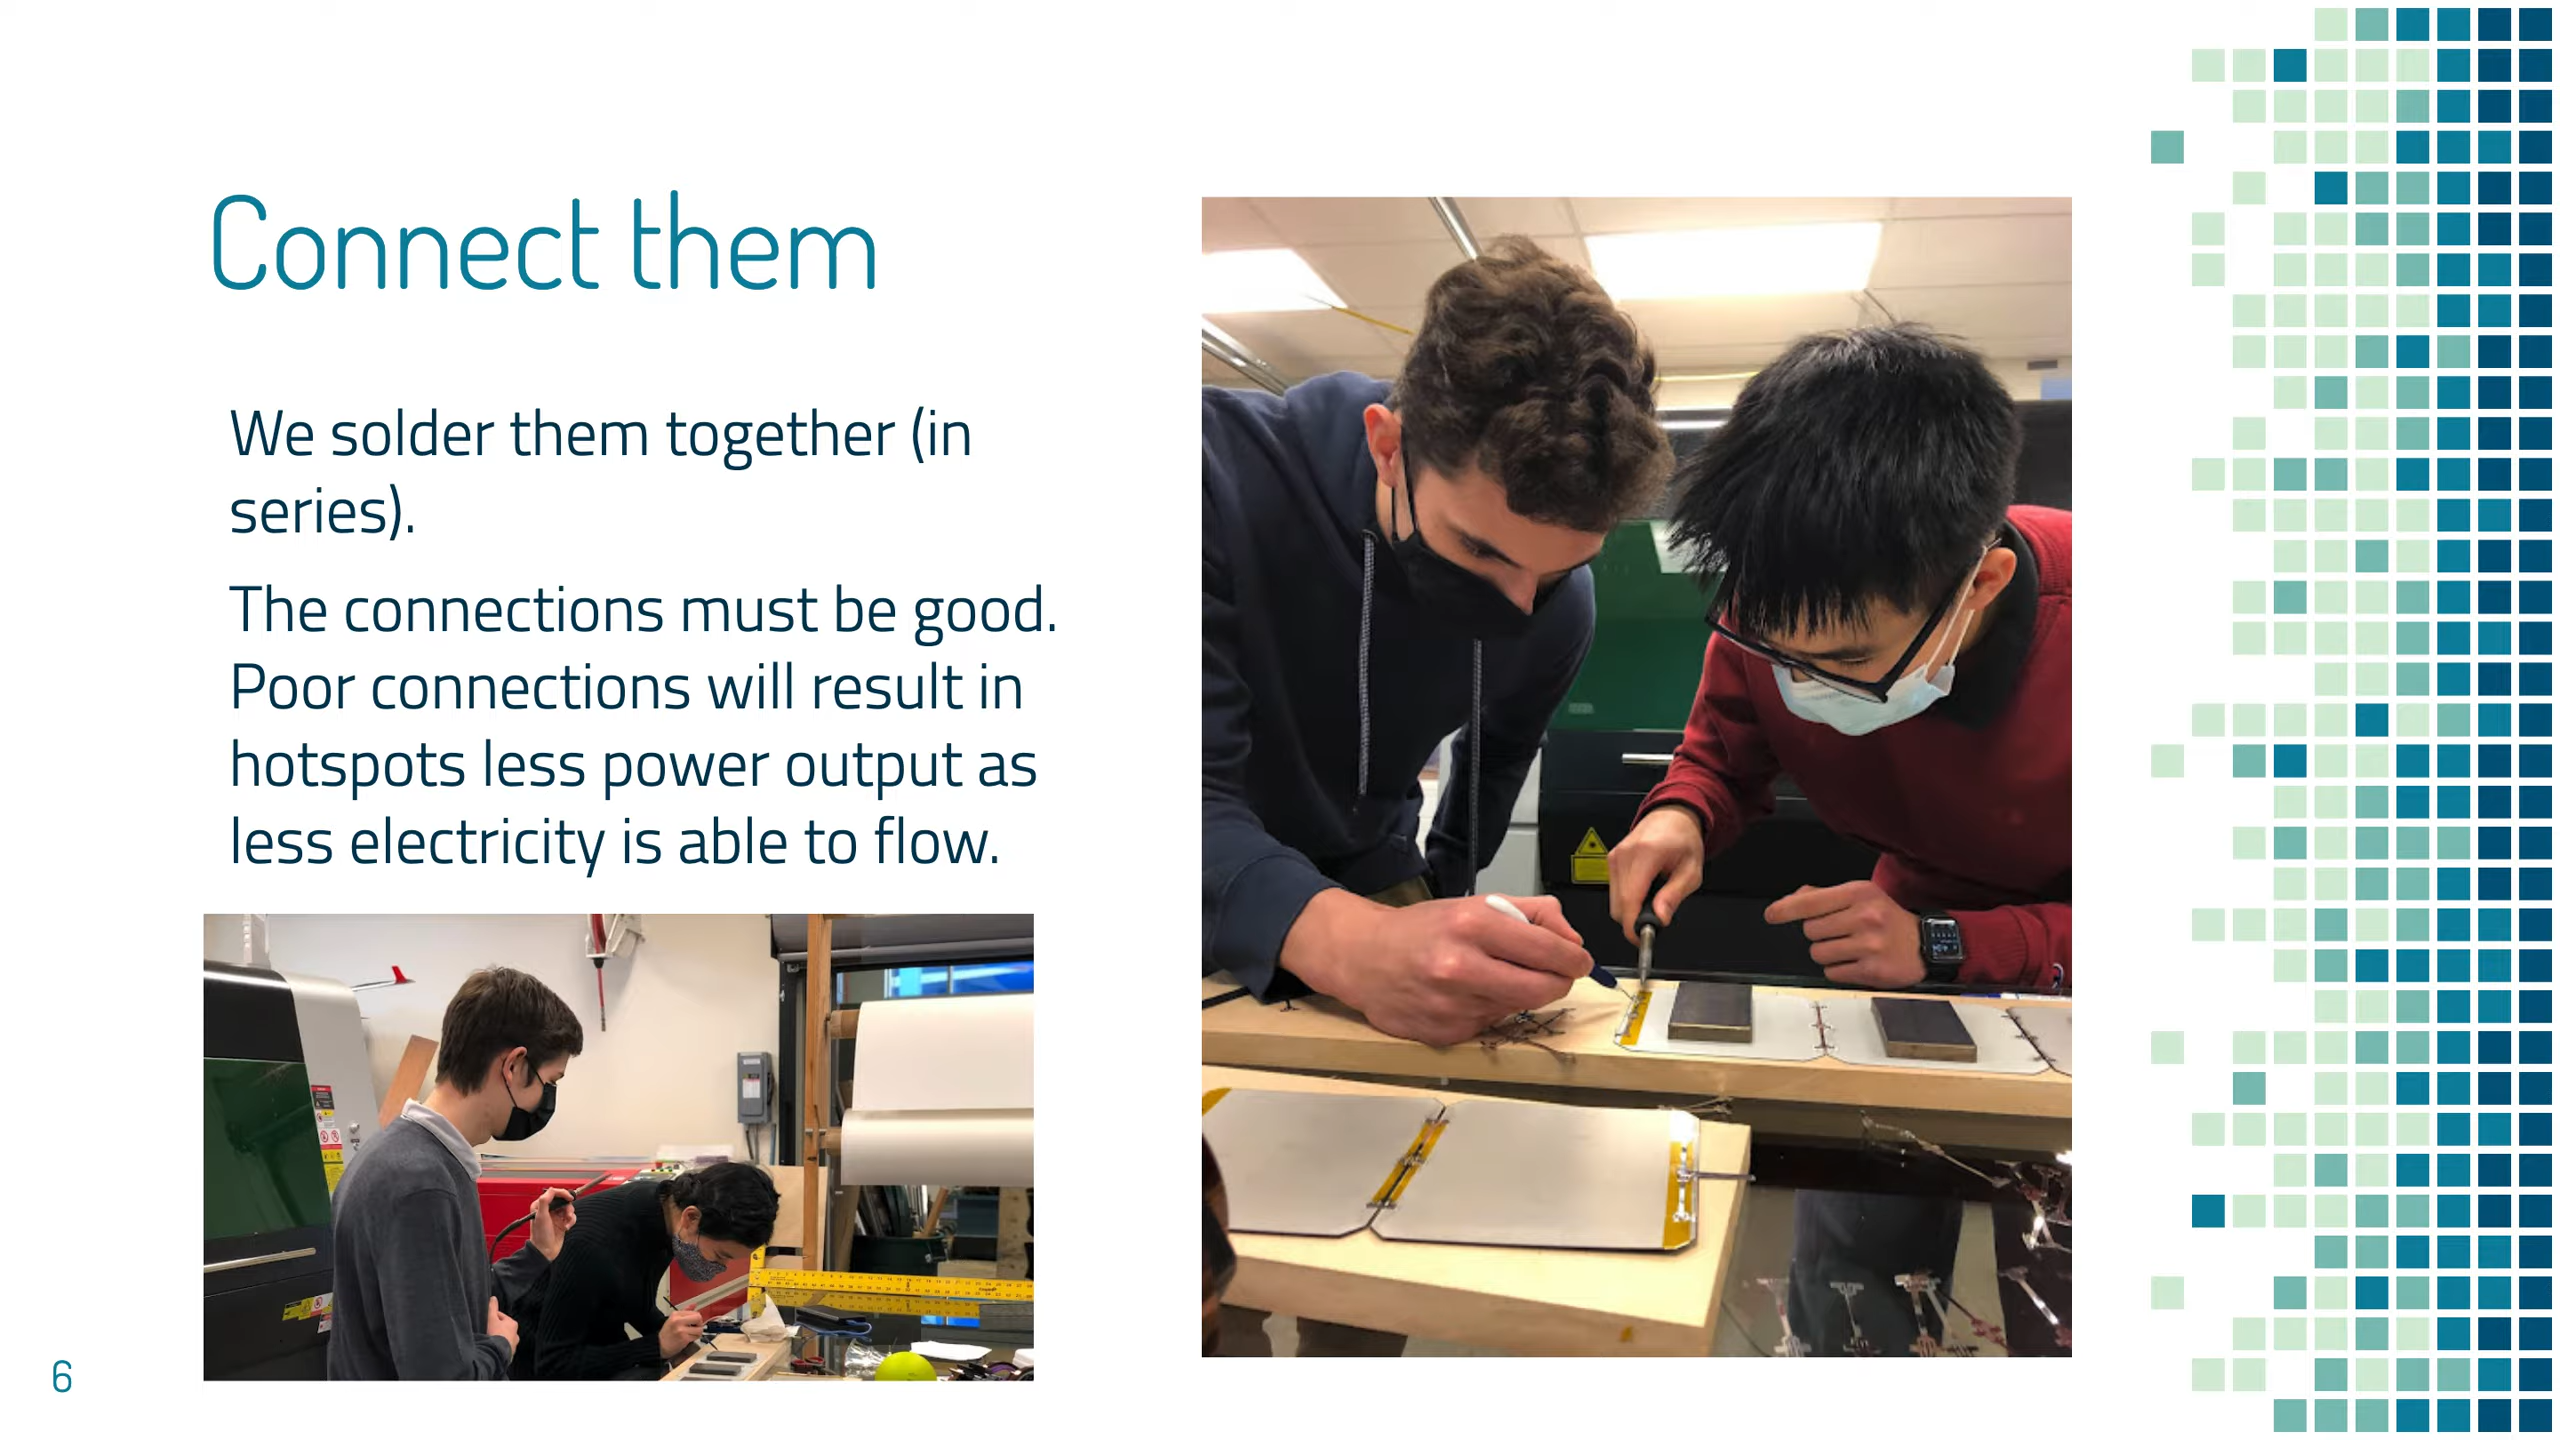 Connect them
We solder them together (in
series).
The connections must be good.
Poor connections will result in
hotspots less power output as
less electricity is able to flow.
6